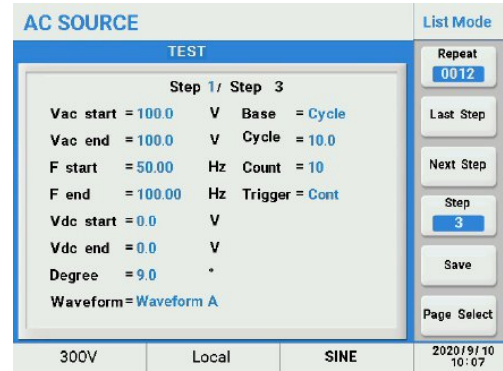 AC SOURCE
List Mode
TEST
Step 1/ Step 3
Vac start = 100.0 V Base = Cycle
Vac end = 100.0 V Cycle = 10.0
F start = 50.00 Hz Count = 10
F end = 100.00 Hz Trigger = Cont
Vdc start = 0.0 V
Vdc end = 0.0 V
Degree = 9.0 °
Waveform = Waveform A
Repeat
0012
Last Step
Next Step
Step
3
Save
Page Select
300V Local SINE
2020/9/10
10:07